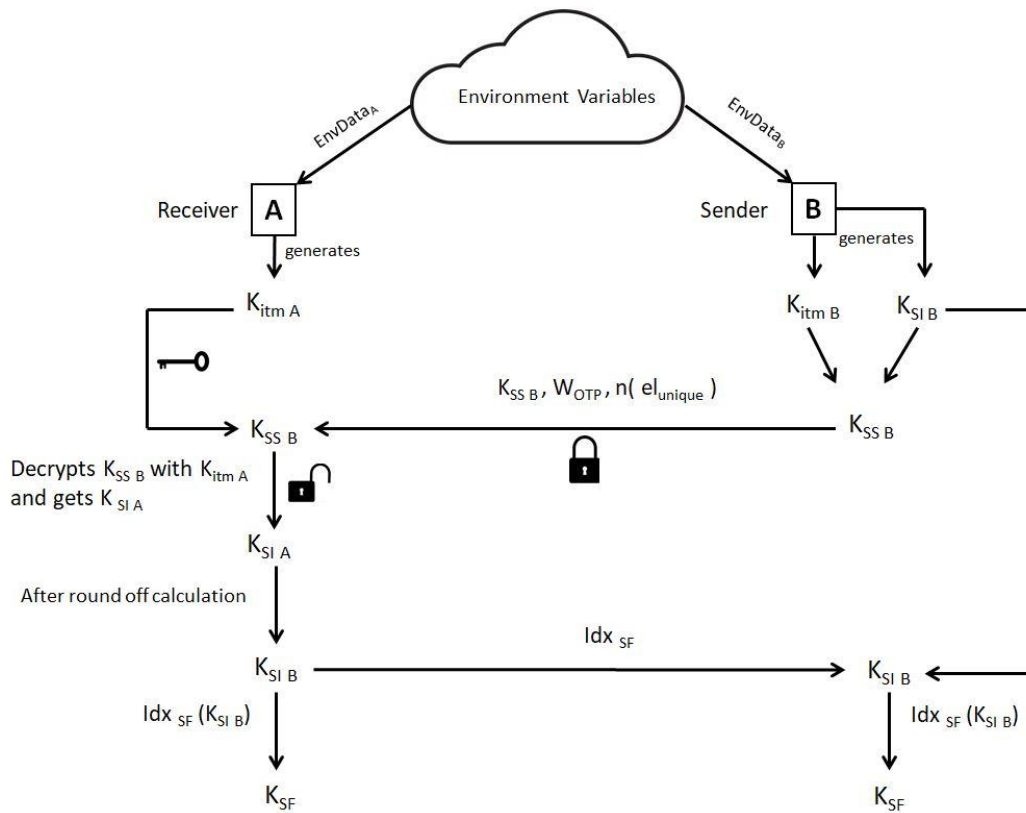 Environment Variables
EnvData_A
EnvData_B
Receiver A
Sender B
generates
generates
K_itm A
K_itm B
K_SI B
K_SS B , W_OTP , n( el_unique )
K_SS B
K_SS B
Decrypts K_SS B with K_itm A
and gets K_SI A
K_SI A
After round off calculation
Idx_SF
K_SI B
K_SI B
Idx_SF (K_SI B)
Idx_SF (K_SI B)
K_SF
K_SF